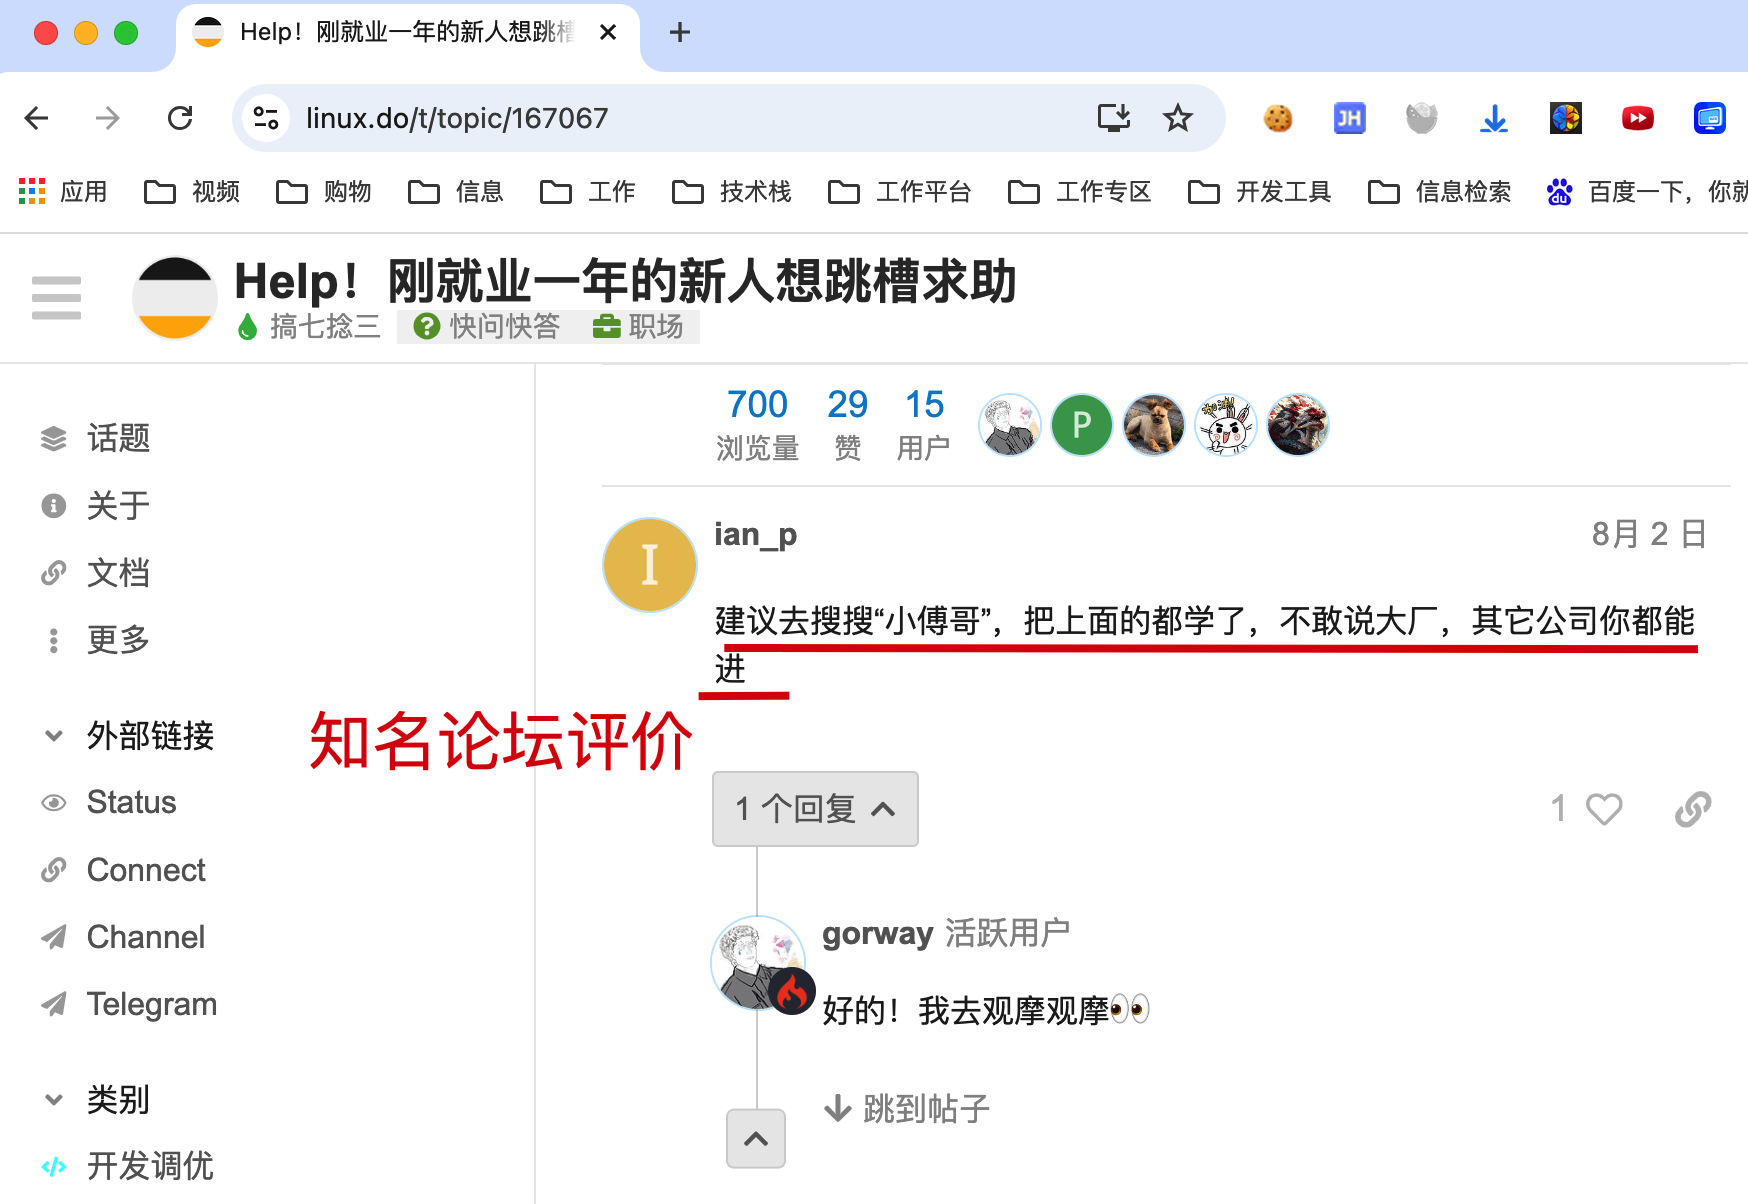 Help！刚就业一年的新人想跳槽
linux.do/t/topic/167067
JH
应用 视频 购物 信息 工作 技术栈 工作平台 工作专区 开发工具 信息检索 du 百度一下，你就
Help！刚就业一年的新人想跳槽求助
搞七捻三 快问快答 职场
话题
关于
文档
更多
外部链接
Status
Connect
Channel
Telegram
类别
开发调优
700 29 15
浏览量 赞 用户
P
I
ian_p 8月 2 日
建议去搜搜“小傅哥”，把上面的都学了，不敢说大厂，其它公司你都能
进
知名论坛评价
1 个回复 1
gorway 活跃用户
好的！我去观摩观摩👀
跳到帖子